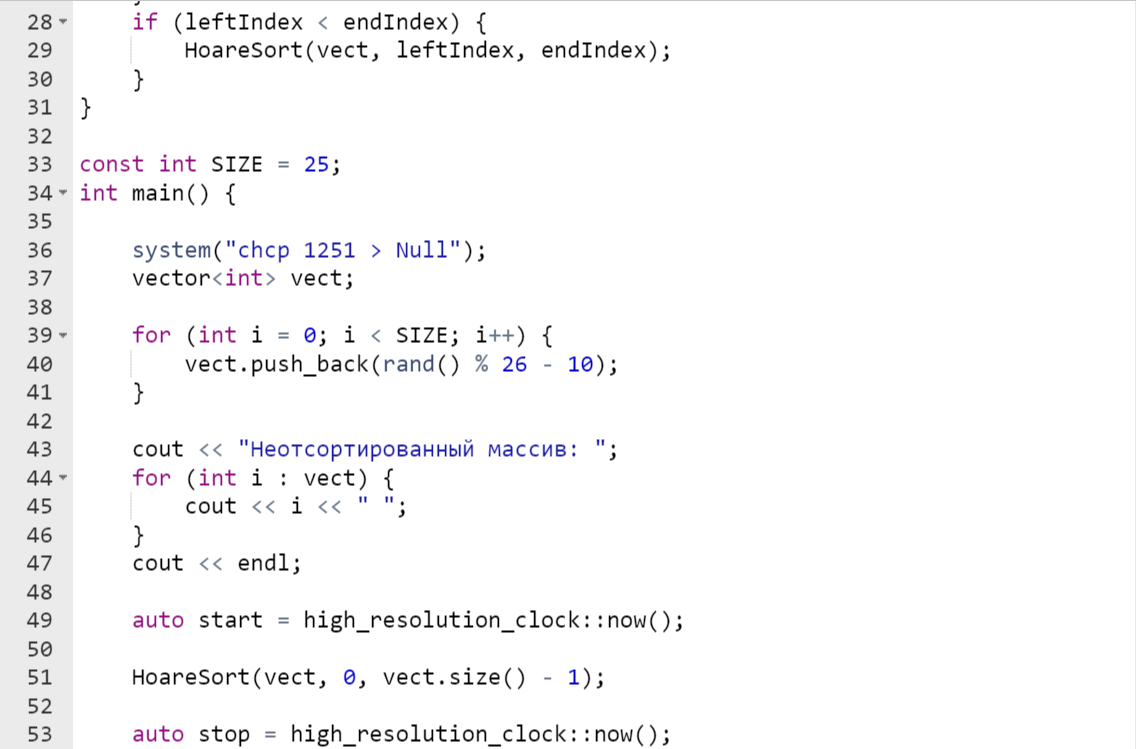 28 if (leftIndex < endIndex) {
29 HoareSort(vect, leftIndex, endIndex);
30 }
31 }
32
33 const int SIZE = 25;
34 int main() {
35
36 system("chcp 1251 > Null");
37 vector<int> vect;
38
39 for (int i = 0; i < SIZE; i++) {
40 vect.push_back(rand() % 26 - 10);
41 }
42
43 cout << "Неотсортированный массив: ";
44 for (int i : vect) {
45 cout << i << " ";
46 }
47 cout << endl;
48
49 auto start = high_resolution_clock::now();
50
51 HoareSort(vect, 0, vect.size() - 1);
52
53 auto stop = high_resolution_clock::now();